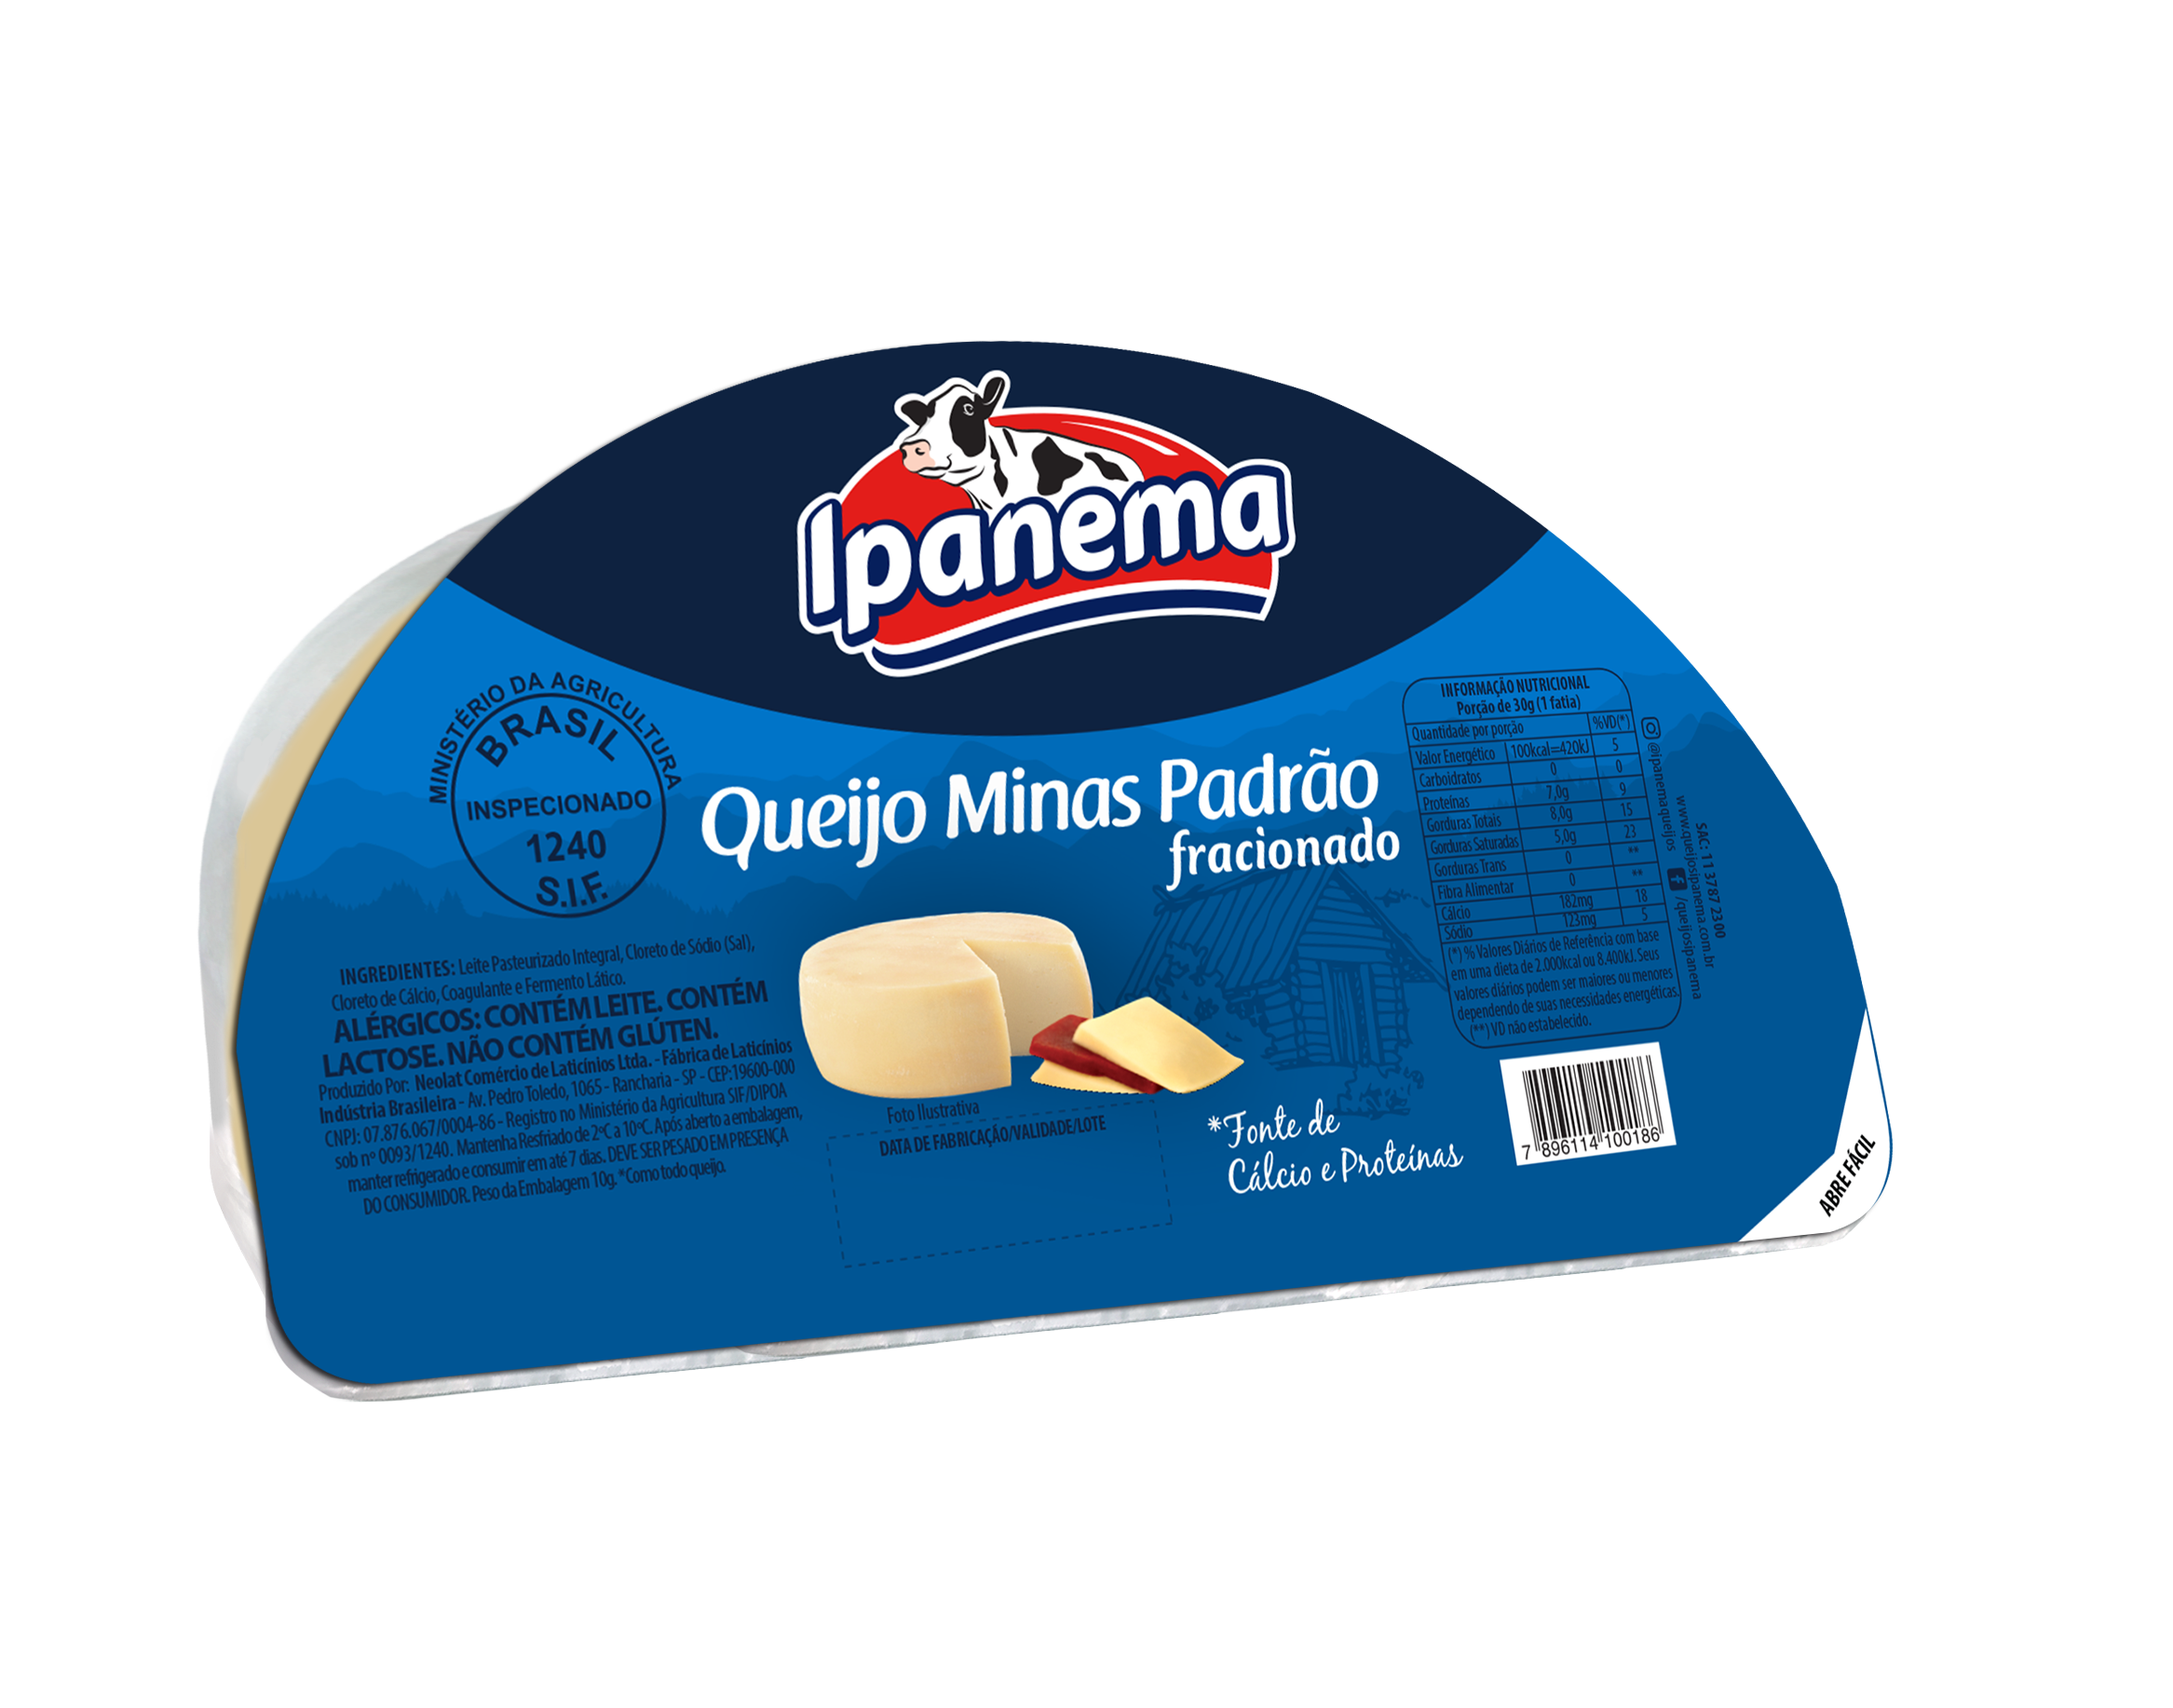 Ipanema
MINISTÉRIO DA AGRICULTURA
BRASIL
INSPECIONADO
1240
S.I.F.
Queijo Minas Padrão
fracionado
INGREDIENTES: Leite Pasteurizado Integral, Cloreto de Sódio (Sal),
Cloreto de Cálcio, Coagulante e Fermento Lático.
ALÉRGICOS: CONTÉM LEITE. CONTÉM
LACTOSE. NÃO CONTÉM GLÚTEN.
Produzido Por: Neolat Comércio de Laticínios Ltda. - Fábrica de Laticínios
Indústria Brasileira - Av. Pedro Toledo, 1065 - Rancharia - SP - CEP:19600-000
CNPJ: 07.876.067/0004-86 - Registro no Ministério da Agricultura SIF/DIPOA
sob nº 0093/1240. Mantenha Resfriado de 2ºC a 10ºC. Após aberto a embalagem,
manter refrigerado e consumir em até 7 dias. DEVE SER PESADO EM PRESENÇA
DO CONSUMIDOR. Peso da Embalagem 10g. *Como todo queijo.
Foto Ilustrativa
DATA DE FABRICAÇÃO/VALIDADE/LOTE
*Fonte de
Cálcio e Proteínas
INFORMAÇÃO NUTRICIONAL
Porção de 30g (1 fatia)
Quantidade por porção %VD(*)
Valor Energético 100kcal=420kJ 5
Carboidratos 0 0
Proteínas 7,0g 9
Gorduras Totais 8,0g 15
Gorduras Saturadas 5,0g 23
Gorduras Trans 0 **
Fibra Alimentar 0 **
Cálcio 182mg 18
Sódio 123mg 5
(*) % Valores Diários de Referência com base
em uma dieta de 2.000kcal ou 8.400kJ. Seus
valores diários podem ser maiores ou menores
dependendo de suas necessidades energéticas.
(**) VD não estabelecido.
SAC: 11 3787 2300
www.queijosipanema.com.br
@ipanemaqueijos /queijosipanema
7 896114 100186
ABRE FÁCIL